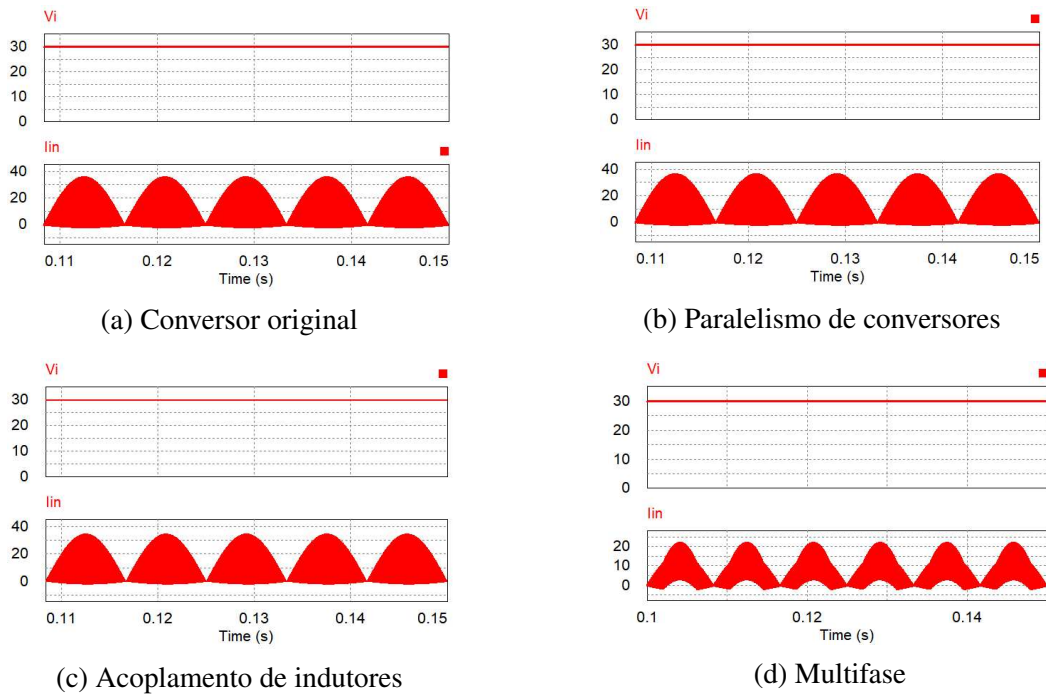 Vi
30
20
10
0
Iin
40
20
0
0.11 0.12 0.13 0.14 0.15
Time (s)
(a) Conversor original
Vi
30
20
10
0
Iin
40
20
0
0.11 0.12 0.13 0.14 0.15
Time (s)
(b) Paralelismo de conversores
Vi
30
20
10
0
Iin
40
20
0
0.11 0.12 0.13 0.14 0.15
Time (s)
(c) Acoplamento de indutores
Vi
30
20
10
0
Iin
20
10
0
0.1 0.12 0.14
Time (s)
(d) Multifase